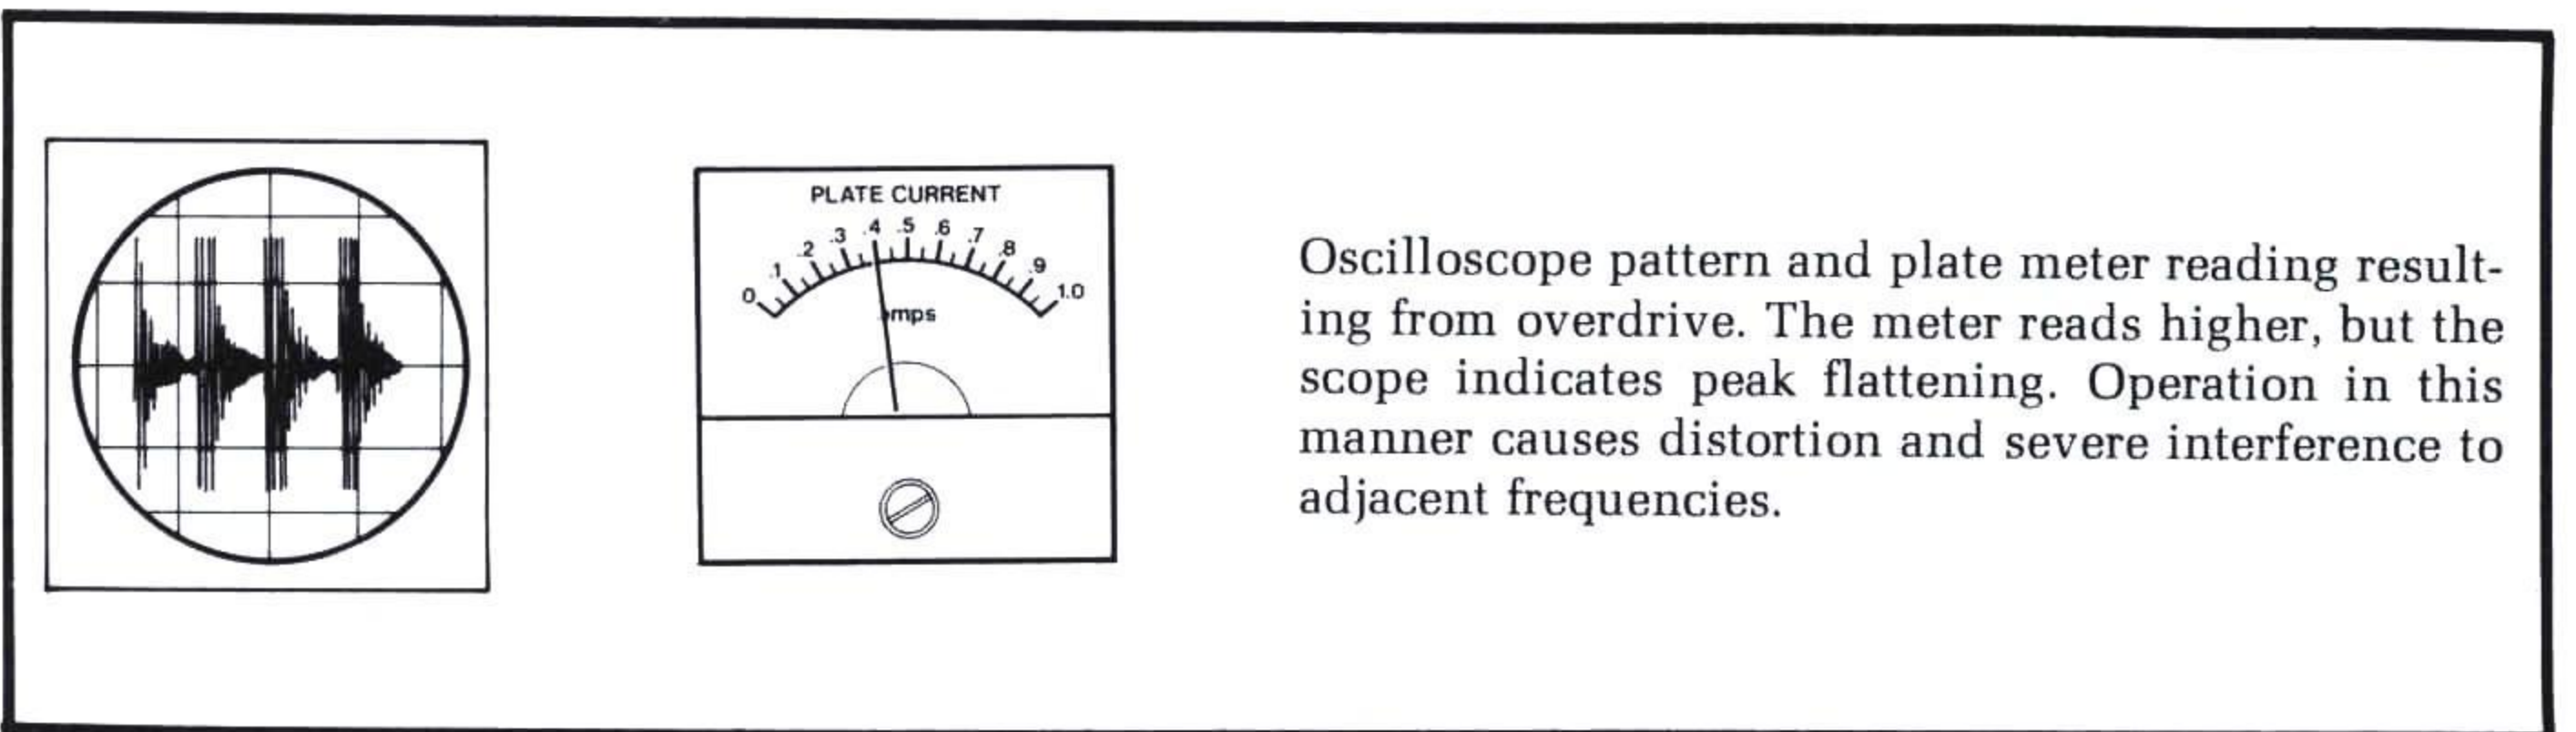 PLATE CURRENT
0 .1 .2 .3 .4 .5 .6 .7 .8 .9 1.0
mps
Oscilloscope pattern and plate meter reading result-
ing from overdrive. The meter reads higher, but the
scope indicates peak flattening. Operation in this
manner causes distortion and severe interference to
adjacent frequencies.